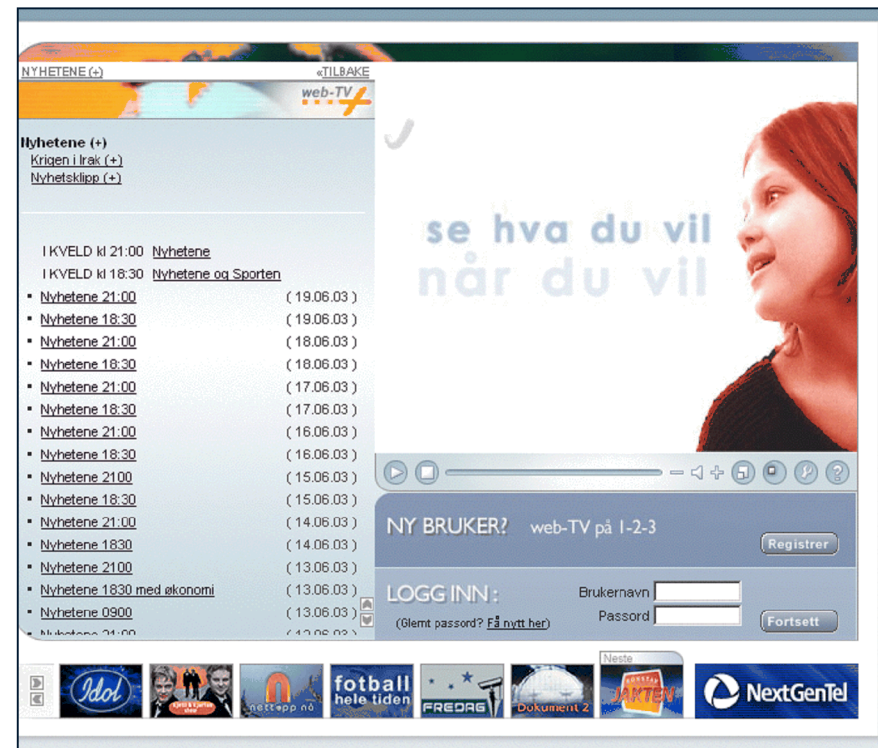 NYHETENE (+) «TILBAKE
web-TV
Nyhetene (+)
Krigen i Irak (+)
Nyhetsklipp (+)
I KVELD kl 21:00 Nyhetene
I KVELD kl 18:30 Nyhetene og Sporten
Nyhetene 21:00 ( 19.06.03 )
Nyhetene 18:30 ( 19.06.03 )
Nyhetene 21:00 ( 18.06.03 )
Nyhetene 18:30 ( 18.06.03 )
Nyhetene 21:00 ( 17.06.03 )
Nyhetene 18:30 ( 17.06.03 )
Nyhetene 21:00 ( 16.06.03 )
Nyhetene 18:30 ( 16.06.03 )
Nyhetene 2100 ( 15.06.03 )
Nyhetene 18:30 ( 15.06.03 )
Nyhetene 21:00 ( 14.06.03 )
Nyhetene 1830 ( 14.06.03 )
Nyhetene 2100 ( 13.06.03 )
Nyhetene 1830 med økonomi ( 13.06.03 )
Nyhetene 0900 ( 13.06.03 )
se hva du vil
når du vil
NY BRUKER? web-TV på 1-2-3
Registrer
LOGG INN :
Brukernavn
(Glemt passord? Få nytt her) Passord
Fortsett
Idol
nettopp nå
fotball
hele tiden
FREDAG
Dokument 2
Neste
JAKTEN
NextGenTel